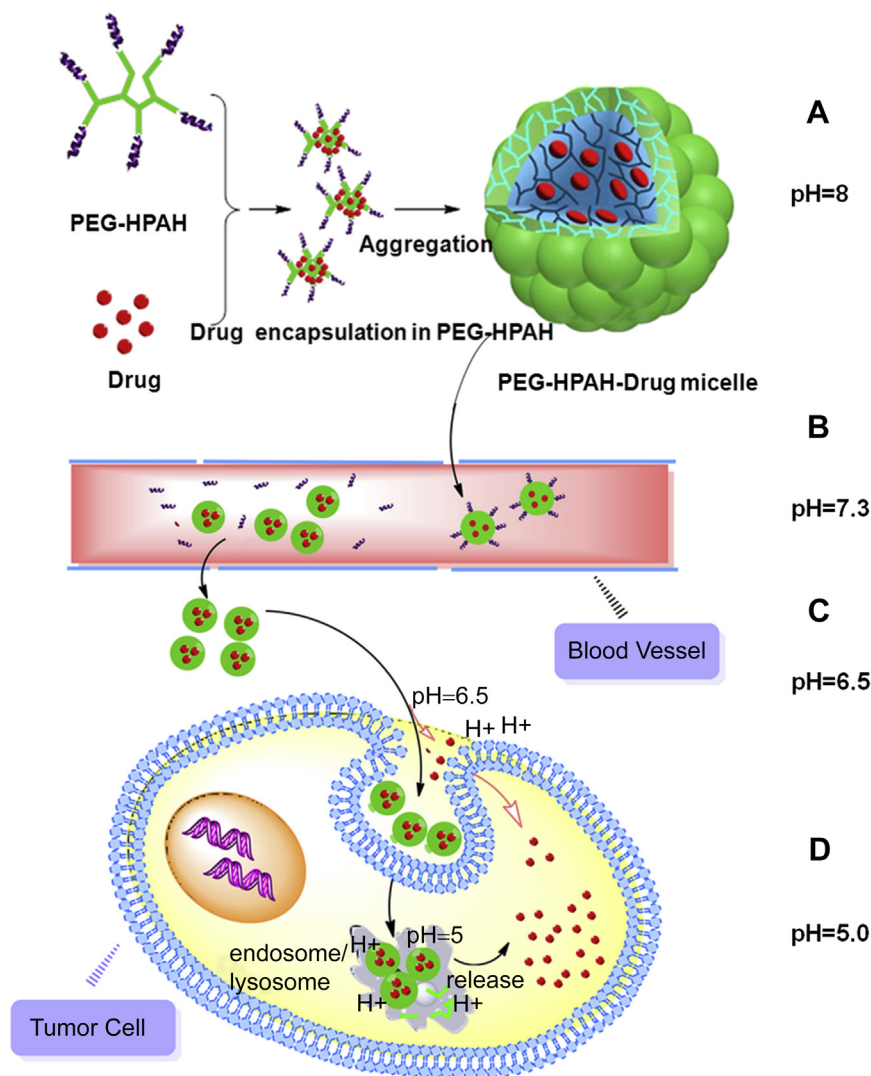 A
pH=8
PEG-HPAH
Aggregation
Drug encapsulation in PEG-HPAH
Drug
PEG-HPAH-Drug micelle
B
pH=7.3
C
Blood Vessel
pH=6.5
pH=6.5
H+ H+
D
pH=5.0
H+
pH=5
endosome/
lysosome
release
H+
H+
Tumor Cell